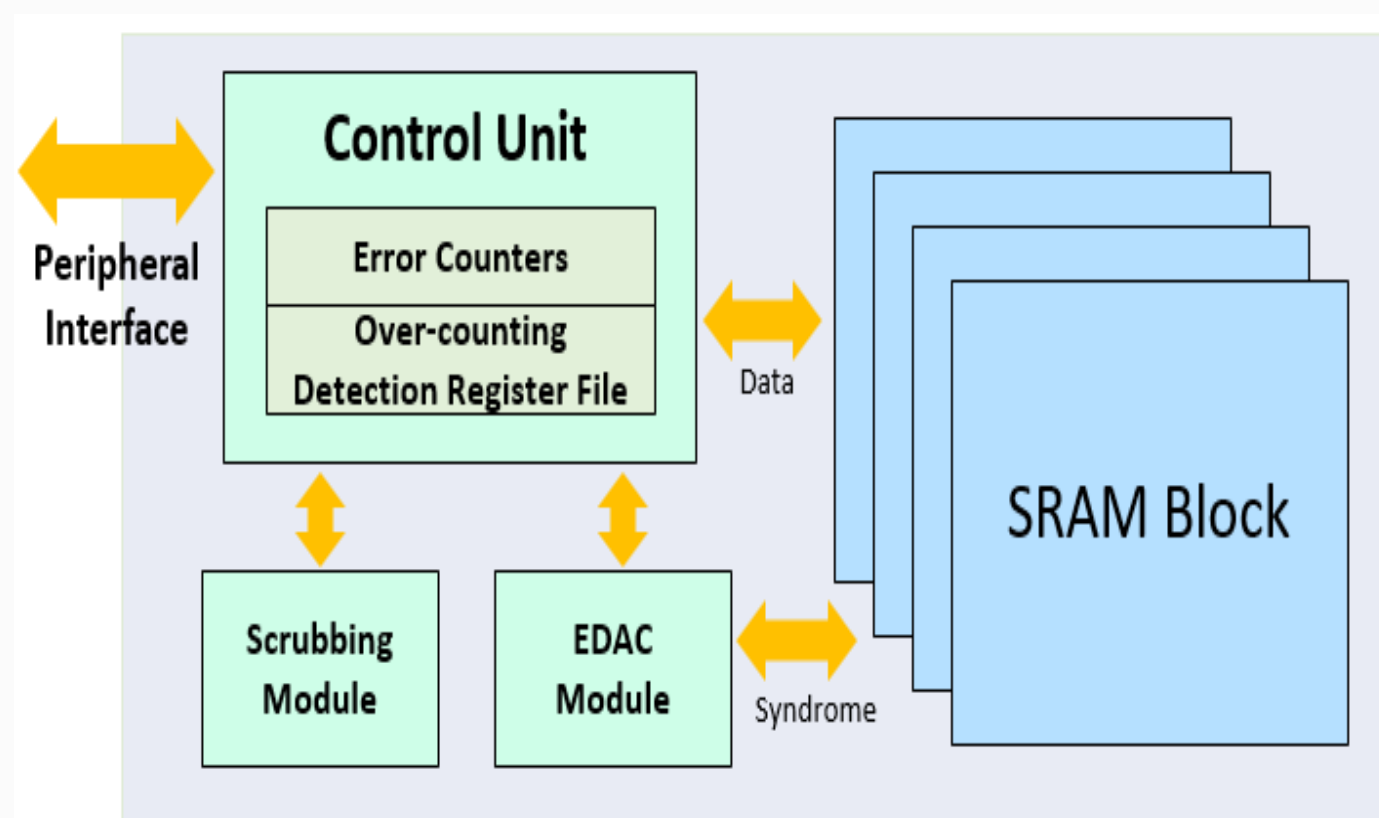 Control Unit
Peripheral
Interface
Error Counters
Over-counting
Detection Register File
Data
Scrubbing
Module
EDAC
Module
Syndrome
SRAM Block